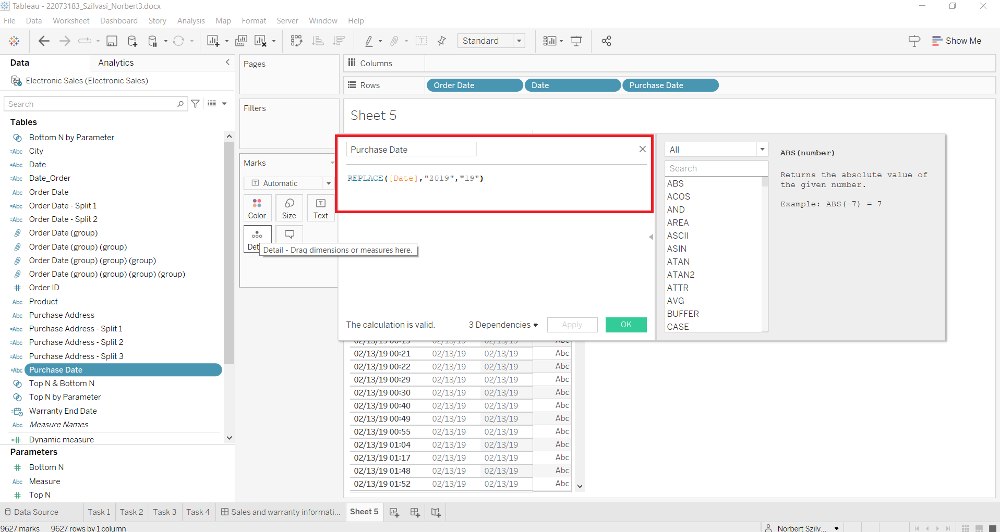 Tableau - 22073183_Szilvasi_Norbert3.docx
File Data Worksheet Dashboard Story Analysis Map Format Server Window Help
Standard
Show Me
Data Analytics
Electronic Sales (Electronic Sales)
Search
Tables
Bottom N by Parameter
=Abc City
=Abc Date
=Abc Date_Order
Abc Order Date
=Abc Order Date - Split 1
=Abc Order Date - Split 2
Order Date (group)
Order Date (group) (group)
Order Date (group) (group) (group)
Order Date (group) (group) (group) (group)
# Order ID
Abc Product
Abc Purchase Address
=Abc Purchase Address - Split 1
=Abc Purchase Address - Split 2
=Abc Purchase Address - Split 3
=Abc Purchase Date
Top N & Bottom N
Top N by Parameter
Warranty End Date
Abc Measure Names
=# Dynamic measure
Parameters
# Bottom N
Abc Measure
# Top N
Pages
Filters
Marks
T Automatic
Color Size Text
Det
Detail - Drag dimensions or measures here.
Columns
Rows Order Date Date Purchase Date
Sheet 5
Purchase Date
REPLACE([Date],"2019","19")
The calculation is valid. 3 Dependencies Apply OK
All
Search
ABS
ACOS
AND
AREA
ASCII
ASIN
ATAN
ATAN2
ATTR
AVG
BUFFER
CASE
ABS(number)
Returns the absolute value of
the given number.
Example: ABS(-7) = 7
02/13/19 00:19 02/13/19 02/13/19 Abc
02/13/19 00:21 02/13/19 02/13/19 Abc
02/13/19 00:22 02/13/19 02/13/19 Abc
02/13/19 00:29 02/13/19 02/13/19 Abc
02/13/19 00:30 02/13/19 02/13/19 Abc
02/13/19 00:40 02/13/19 02/13/19 Abc
02/13/19 00:49 02/13/19 02/13/19 Abc
02/13/19 00:55 02/13/19 02/13/19 Abc
02/13/19 01:04 02/13/19 02/13/19 Abc
02/13/19 01:17 02/13/19 02/13/19 Abc
02/13/19 01:48 02/13/19 02/13/19 Abc
02/13/19 01:52 02/13/19 02/13/19 Abc
Data Source Task 1 Task 2 Task 3 Task 4 Sales and warranty informati... Sheet 5
9627 marks 9627 rows by 1 column Norbert Szilv...